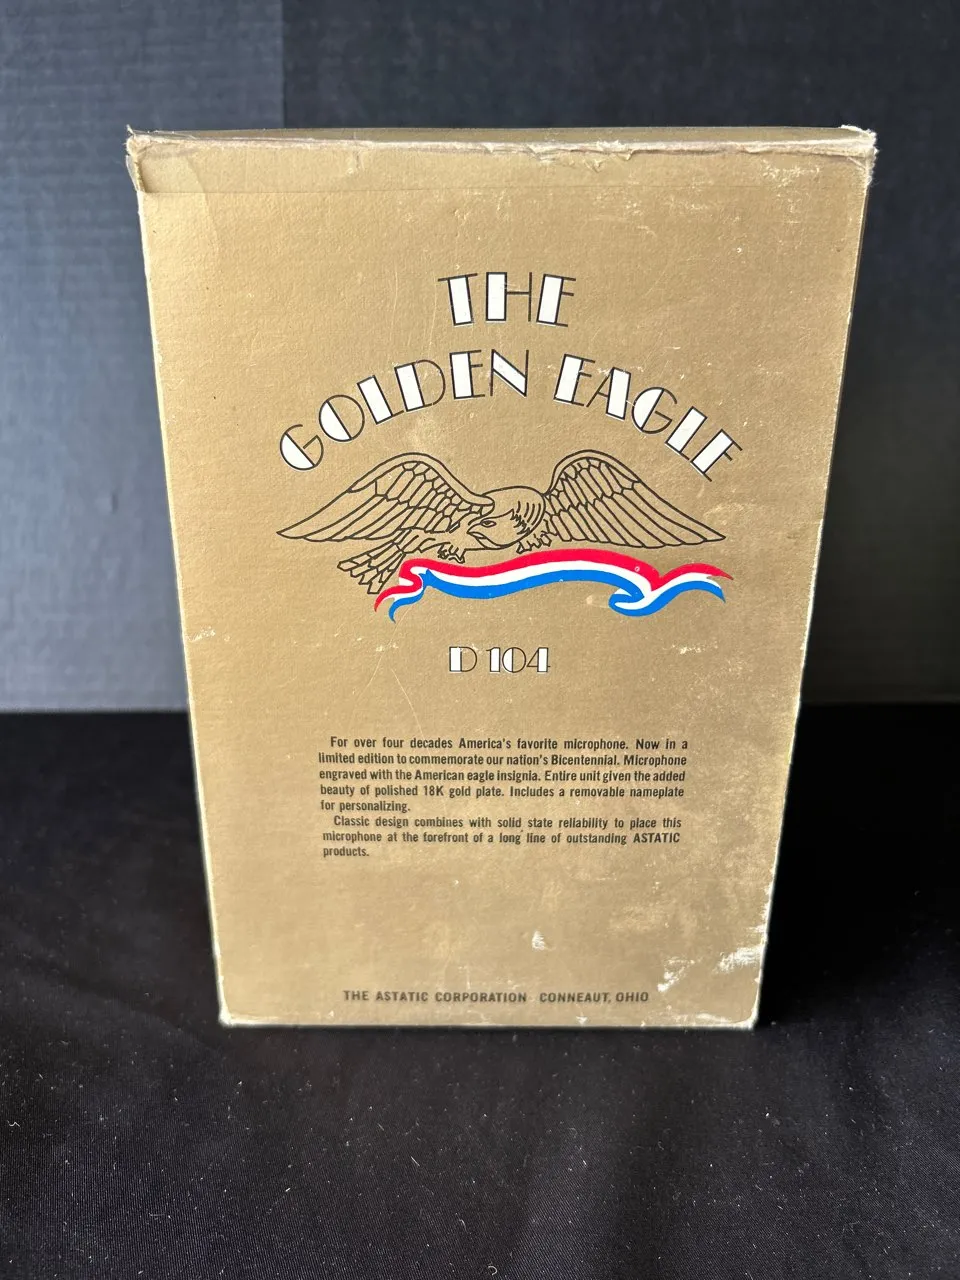 THE
GOLDEN EAGLE
D 104
For over four decades America's favorite microphone. Now in a
limited edition to commemorate our nation's Bicentennial. Microphone
engraved with the American eagle insignia. Entire unit given the added
beauty of polished 18K gold plate. Includes a removable nameplate
for personalizing.
Classic design combines with solid state reliability to place this
microphone at the forefront of a long line of outstanding ASTATIC
products.
THE ASTATIC CORPORATION CONNEAUT, OHIO